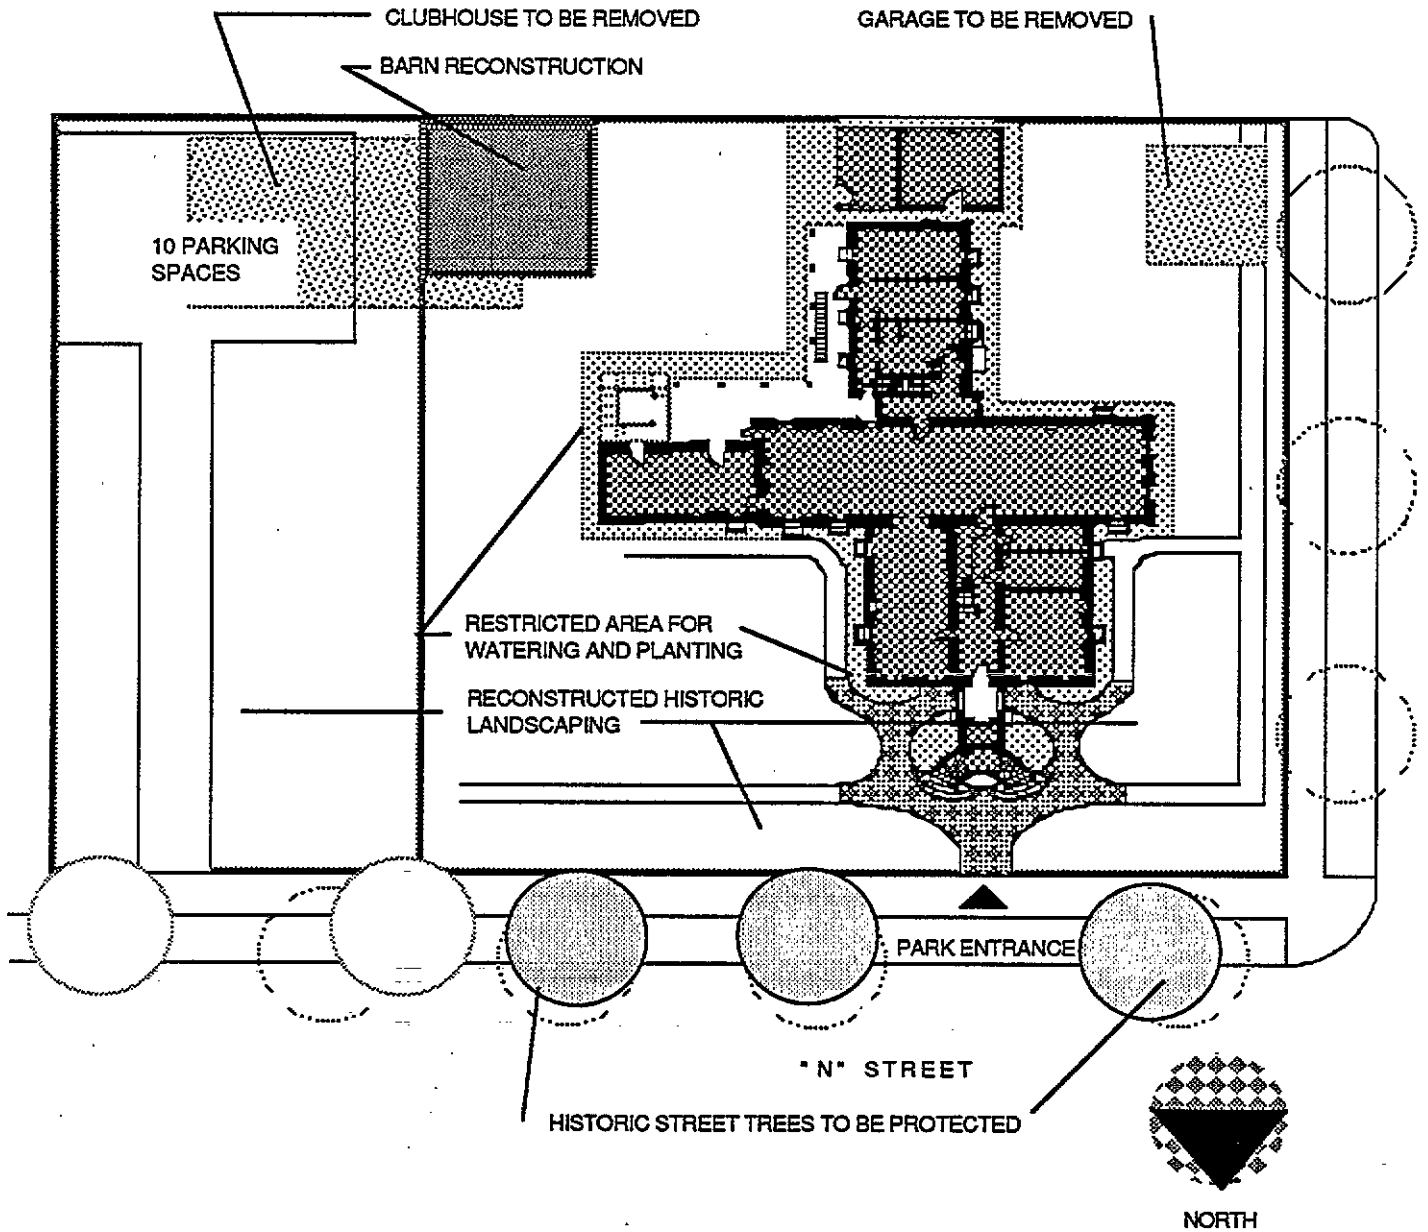 CLUBHOUSE TO BE REMOVED
GARAGE TO BE REMOVED
BARN RECONSTRUCTION
10 PARKING
SPACES
RESTRICTED AREA FOR
WATERING AND PLANTING
RECONSTRUCTED HISTORIC
LANDSCAPING
PARK ENTRANCE
"N" STREET
HISTORIC STREET TREES TO BE PROTECTED
NORTH